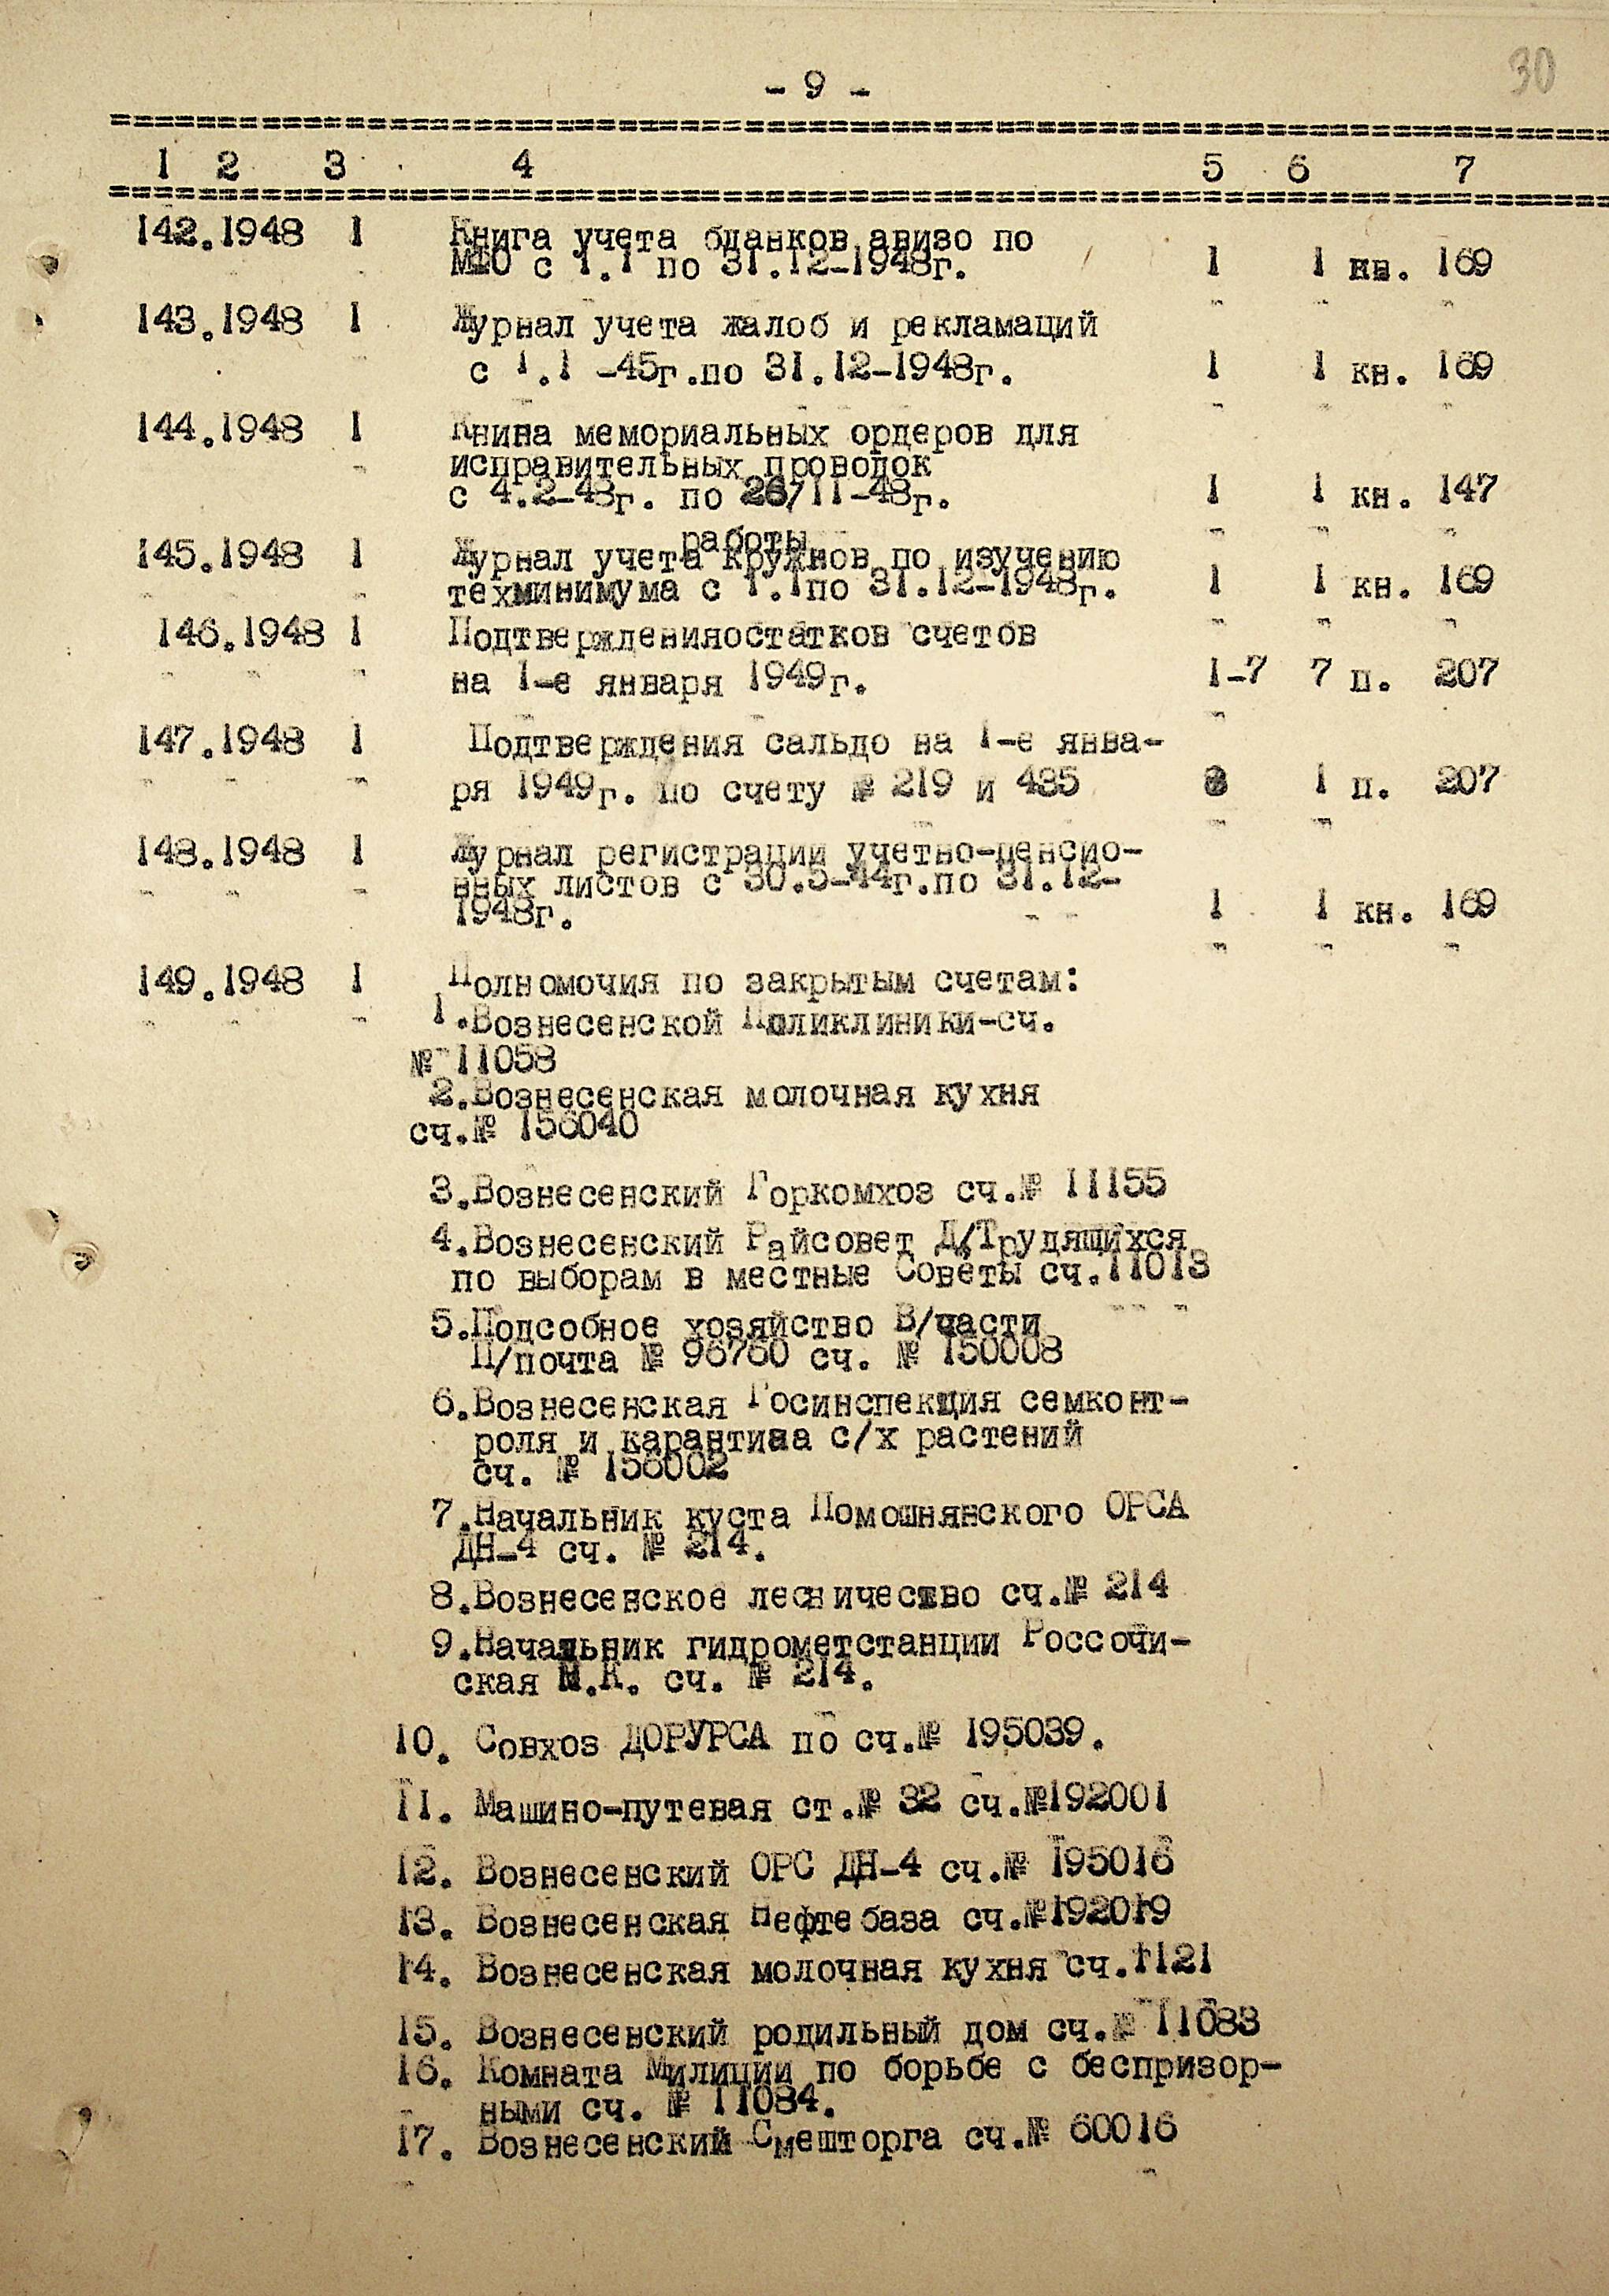 30
- 9 -
1 2 3 4 5 6 7
142.1948 1 Книга учета бланков авизо по
МФО с 1.1 по 31.12-1948г. 1 1 кн. 169
143.1948 1 Журнал учета жалоб и рекламаций
с 1.1 -45г.по 31.12-1948г. 1 1 кн. 169
144.1948 1 Книна мемориальных ордеров для
исправительных проводок
с 4.2-48г. по 26/11-48г. 1 1 кн. 147
работы
145.1948 1 Журнал учета кружков по изучению
техминимума с 1.1по 31.12-1948г. 1 1 кн. 169
146.1948 1 Подтвержденияостатков счетов
на 1-е января 1949г. 1-7 7 п. 207
147.1948 1 Подтверждения сальдо на 1-е янва-
ря 1949г. по счету № 219 и 435 8 1 п. 207
148.1948 1 Журнал регистрации учетно-пенсио-
нных листов с 30.5-44г.по 31.12-
1948г. 1 1 кн. 169
149.1948 1 Полномочия по закрытым счетам:
1.Вознесенской Поликлиники-сч.
№ 11058
2.Вознесенская молочная кухня
сч.№ 156040
3.Вознесенский Горкомхоз сч.№ 11155
4.Вознесенский Райсовет Д/Трудящихся
по выборам в местные Советы сч.11013
5.Подсобное хозяйство В/части
П/почта № 96760 сч. № 150008
6.Вознесенская Госинспекция семконт-
роля и карантина с/х растений
сч. № 156002
7.Начальник куста Помошнянского ОРСА
ДН-4 сч. № 214.
8.Вознесенское лесничество сч.№ 214
9.Начальник гидрометстанции Россочи-
ская М.К. сч. № 214.
10. Совхоз ДОРУРСА по сч.№ 195039.
11. Машино-путевая ст.№ 32 сч.№192001
12. Вознесенский ОРС ДН-4 сч.№ 195016
13. Вознесенская Нефтебаза сч.№192019
14. Вознесенская молочная кухня сч.1121
15. Вознесенский родильный дом сч.№ 11083
16. Комната Милиции по борьбе с беспризор-
ными сч. № 11084.
17. Вознесенский Смешторга сч.№ 60016